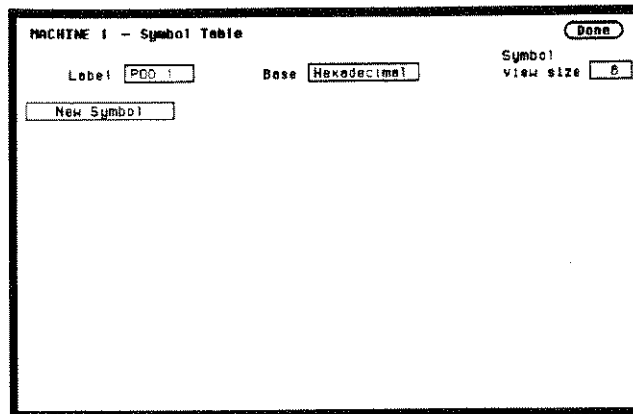 MACHINE 1 - Symbol Table
Done
Label POD 1 Base Hexadecimal Symbol view size 8
New Symbol